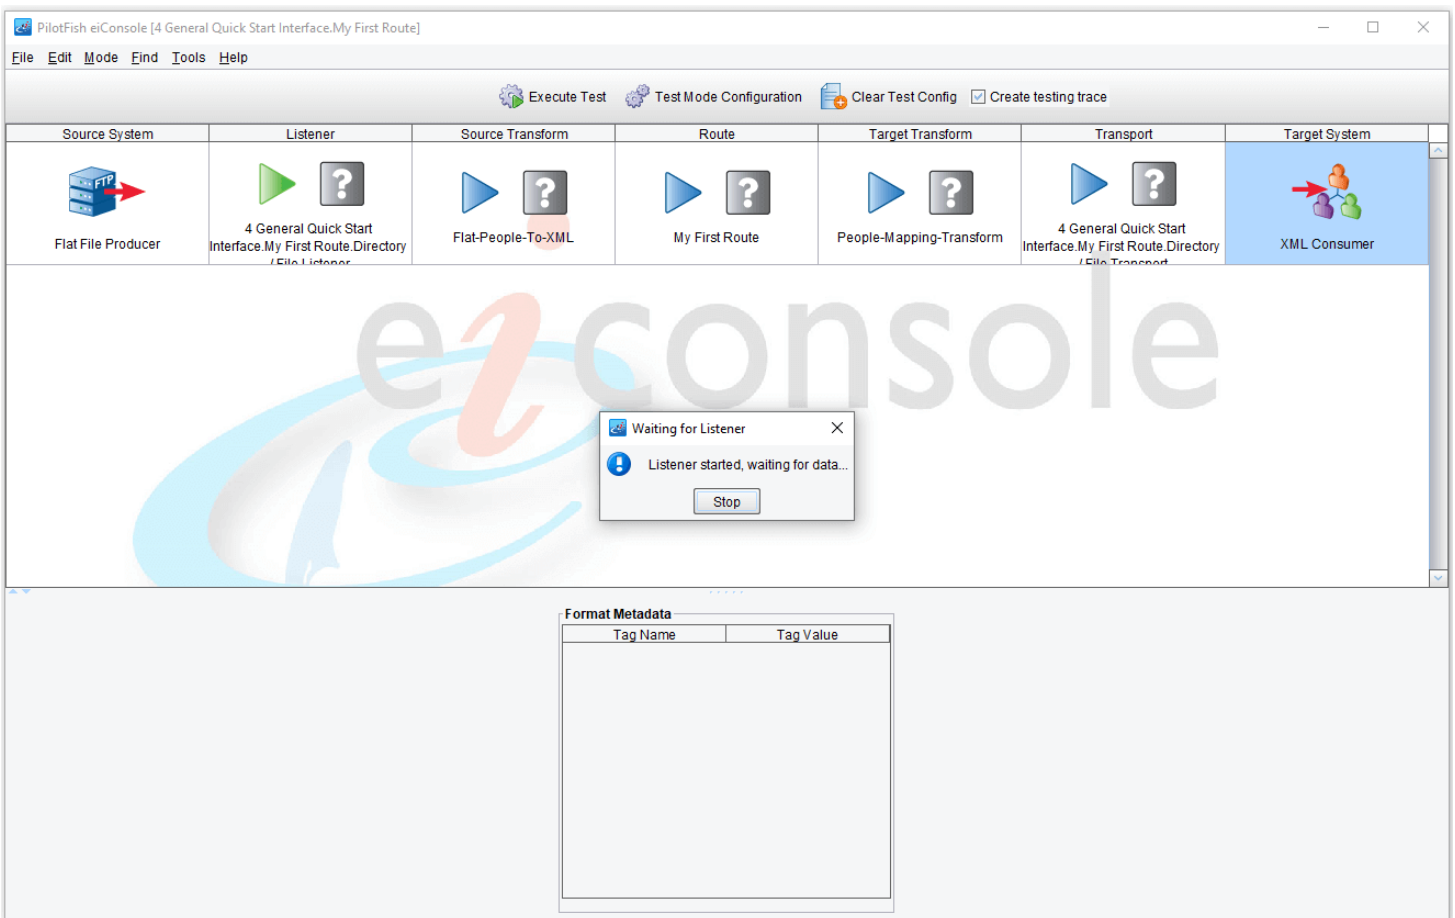 PilotFish eiConsole [4 General Quick Start Interface.My First Route]
File Edit Mode Find Tools Help
Execute Test Test Mode Configuration Clear Test Config Create testing trace
Source System Listener Source Transform Route Target Transform Transport Target System
FTP
Flat File Producer
4 General Quick Start
Interface.My First Route.Directory
/ File Listener
Flat-People-To-XML
My First Route
People-Mapping-Transform
4 General Quick Start
Interface.My First Route.Directory
/ File Transport
XML Consumer
eiconsole
Waiting for Listener
Listener started, waiting for data...
Stop
Format Metadata
Tag Name Tag Value